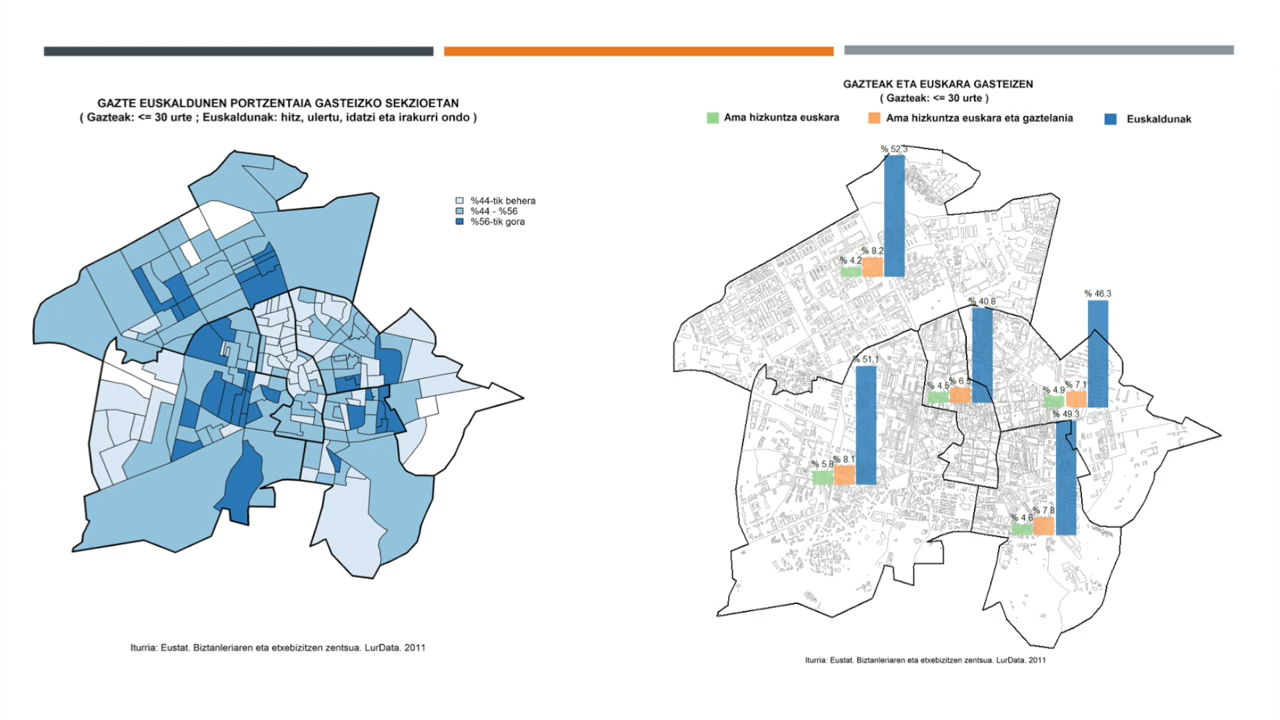 GAZTE EUSKALDUNEN PORTZENTAIA GASTEIZKO SEKZIOETAN
( Gazteak: <= 30 urte ; Euskaldunak: hitz, ulertu, idatzi eta irakurri ondo )
%44-tik behera
%44 - %56
%56-tik gora
Iturria: Eustat. Biztanleriaren eta etxebizitzen zentsua. LurData. 2011
GAZTEAK ETA EUSKARA GASTEIZEN
( Gazteak: <= 30 urte )
Ama hizkuntza euskara
Ama hizkuntza euskara eta gaztelania
Euskaldunak
% 52.3
% 8.2
% 4.2
% 46.3
% 40.8
% 51.1
% 4.5
% 4.9
% 7.1
% 49.3
% 5.8
% 8.1
% 4.6
% 7.8
Iturria: Eustat. Biztanleriaren eta etxebizitzen zentsua. LurData. 2011